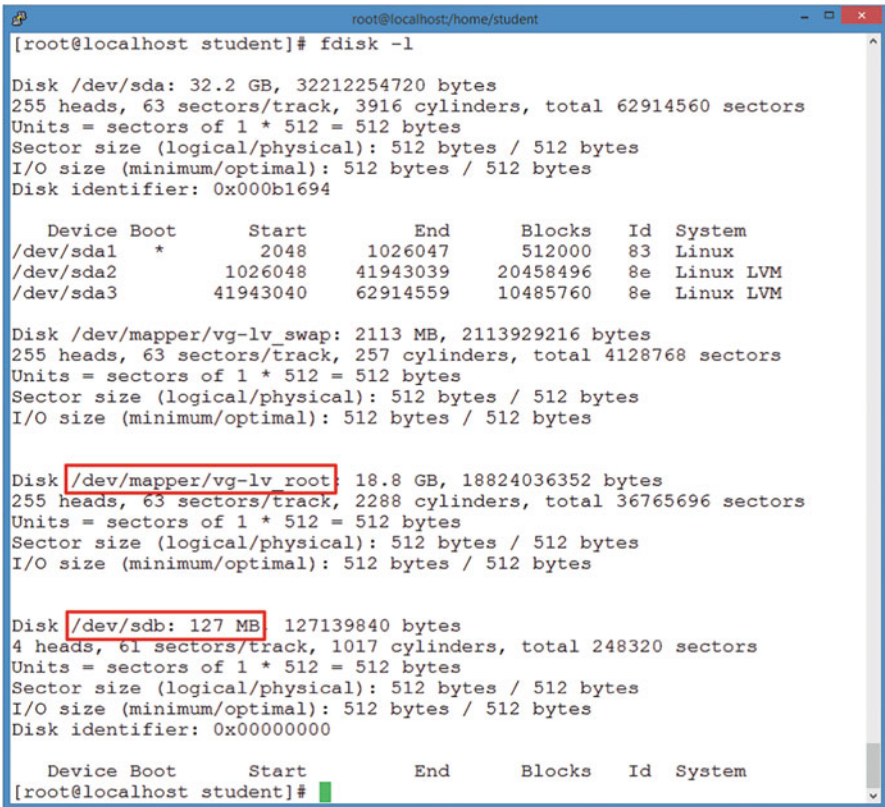 root@localhost:/home/student
[root@localhost student]# fdisk -l
Disk /dev/sda: 32.2 GB, 32212254720 bytes
255 heads, 63 sectors/track, 3916 cylinders, total 62914560 sectors
Units = sectors of 1 * 512 = 512 bytes
Sector size (logical/physical): 512 bytes / 512 bytes
I/O size (minimum/optimal): 512 bytes / 512 bytes
Disk identifier: 0x000b1694
Device Boot Start End Blocks Id System
/dev/sda1 * 2048 1026047 512000 83 Linux
/dev/sda2 1026048 41943039 20458496 8e Linux LVM
/dev/sda3 41943040 62914559 10485760 8e Linux LVM
Disk /dev/mapper/vg-lv_swap: 2113 MB, 2113929216 bytes
255 heads, 63 sectors/track, 257 cylinders, total 4128768 sectors
Units = sectors of 1 * 512 = 512 bytes
Sector size (logical/physical): 512 bytes / 512 bytes
I/O size (minimum/optimal): 512 bytes / 512 bytes
Disk /dev/mapper/vg-lv_root: 18.8 GB, 18824036352 bytes
255 heads, 63 sectors/track, 2288 cylinders, total 36765696 sectors
Units = sectors of 1 * 512 = 512 bytes
Sector size (logical/physical): 512 bytes / 512 bytes
I/O size (minimum/optimal): 512 bytes / 512 bytes
Disk /dev/sdb: 127 MB, 127139840 bytes
4 heads, 61 sectors/track, 1017 cylinders, total 248320 sectors
Units = sectors of 1 * 512 = 512 bytes
Sector size (logical/physical): 512 bytes / 512 bytes
I/O size (minimum/optimal): 512 bytes / 512 bytes
Disk identifier: 0x00000000
Device Boot Start End Blocks Id System
[root@localhost student]#